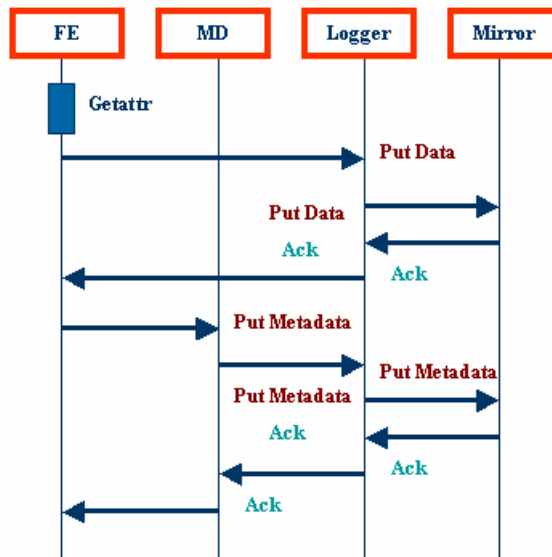 FE MD Logger Mirror
Getattr
Put Data
Put Data
Ack
Ack
Put Metadata
Put Metadata
Put Metadata
Ack
Ack
Ack